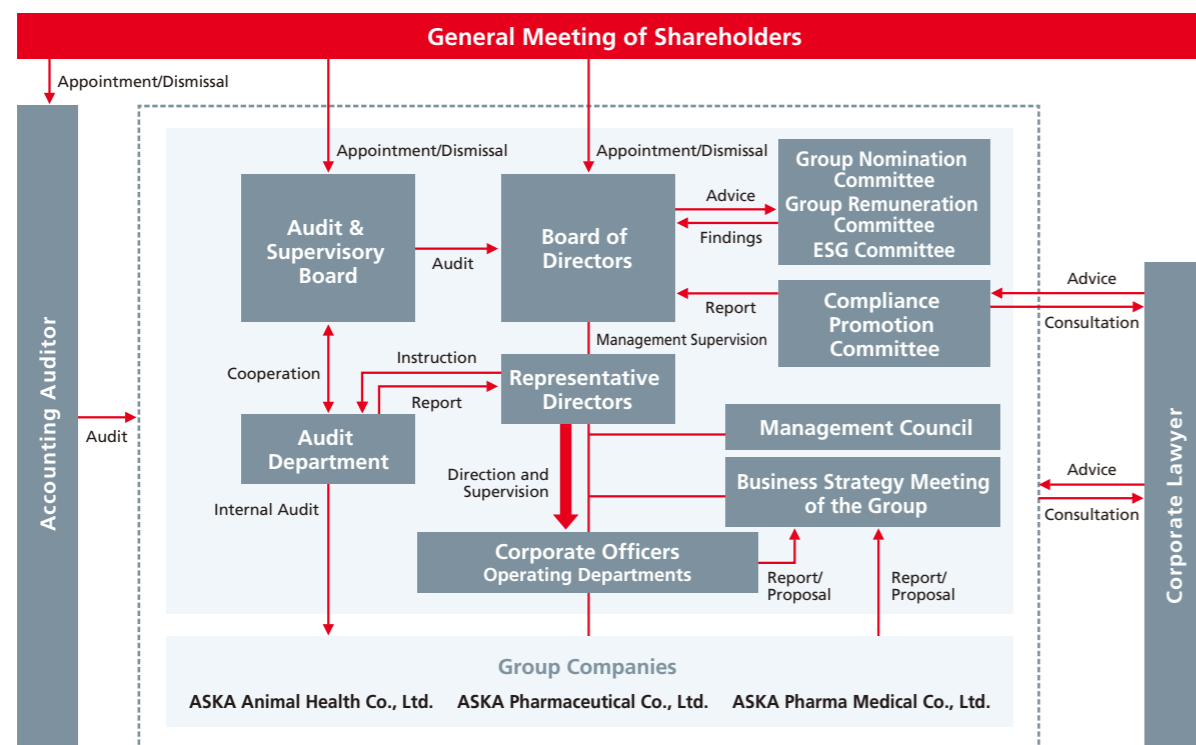 General Meeting of Shareholders
Appointment/Dismissal
Appointment/Dismissal
Appointment/Dismissal
Accounting Auditor
Audit
Audit &
Supervisory
Board
Audit
Board of
Directors
Advice
Findings
Group Nomination
Committee
Group Remuneration
Committee
ESG Committee
Report
Compliance
Promotion
Committee
Advice
Consultation
Management Supervision
Cooperation
Instruction
Report
Representative
Directors
Audit
Department
Management Council
Direction and
Supervision
Business Strategy Meeting
of the Group
Advice
Consultation
Corporate Lawyer
Internal Audit
Corporate Officers
Operating Departments
Report/
Proposal
Report/
Proposal
Group Companies
ASKA Animal Health Co., Ltd.
ASKA Pharmaceutical Co., Ltd.
ASKA Pharma Medical Co., Ltd.